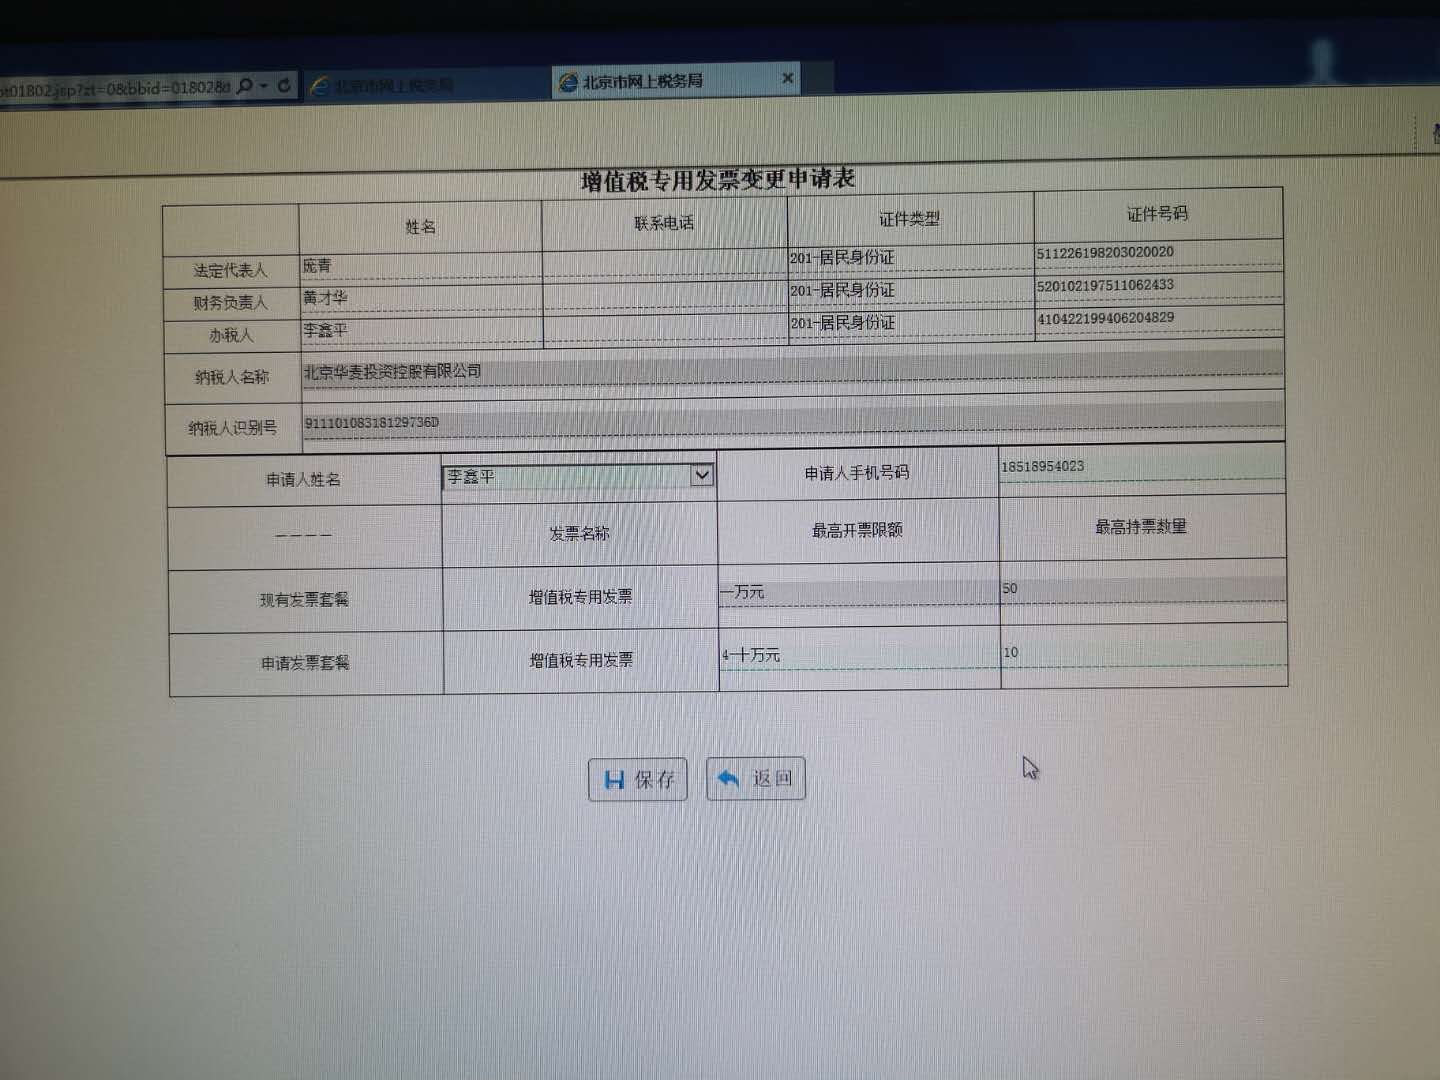 ot01802.jsp?zt=0&bbid=018028d
北京市网上税务局
北京市网上税务局
增值税专用发票变更申请表
姓名 联系电话 证件类型 证件号码
法定代表人 庞青 201-居民身份证 511226198203020020
财务负责人 黄才华 201-居民身份证 520102197511062433
办税人 李鑫平 201-居民身份证 410422199406204829
纳税人名称 北京华麦投资控股有限公司
纳税人识别号 91110108318129736D
申请人姓名 李鑫平 申请人手机号码 18518954023
———— 发票名称 最高开票限额 最高持票数量
现有发票套餐 增值税专用发票 一万元 50
申请发票套餐 增值税专用发票 4-十万元 10
保存 返回